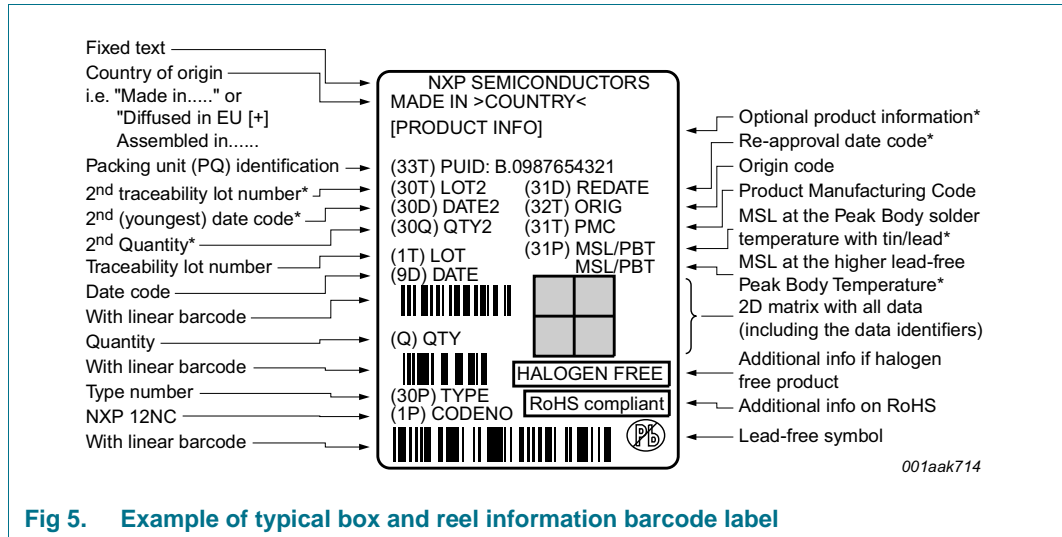 Fixed text
Country of origin
i.e. "Made in....." or
"Diffused in EU [+]
Assembled in......
Packing unit (PQ) identification
2nd traceability lot number*
2nd (youngest) date code*
2nd Quantity*
Traceability lot number
Date code
With linear barcode
Quantity
With linear barcode
Type number
NXP 12NC
With linear barcode
NXP SEMICONDUCTORS
MADE IN >COUNTRY<
[PRODUCT INFO]
(33T) PUID: B.0987654321
(30T) LOT2 (31D) REDATE
(30D) DATE2 (32T) ORIG
(30Q) QTY2 (31T) PMC
(31P) MSL/PBT
(1T) LOT MSL/PBT
(9D) DATE
(Q) QTY
HALOGEN FREE
(30P) TYPE
(1P) CODENO
RoHS compliant
Pb
Optional product information*
Re-approval date code*
Origin code
Product Manufacturing Code
MSL at the Peak Body solder
temperature with tin/lead*
MSL at the higher lead-free
Peak Body Temperature*
2D matrix with all data
(including the data identifiers)
Additional info if halogen
free product
Additional info on RoHS
Lead-free symbol
001aak714
Fig 5. Example of typical box and reel information barcode label